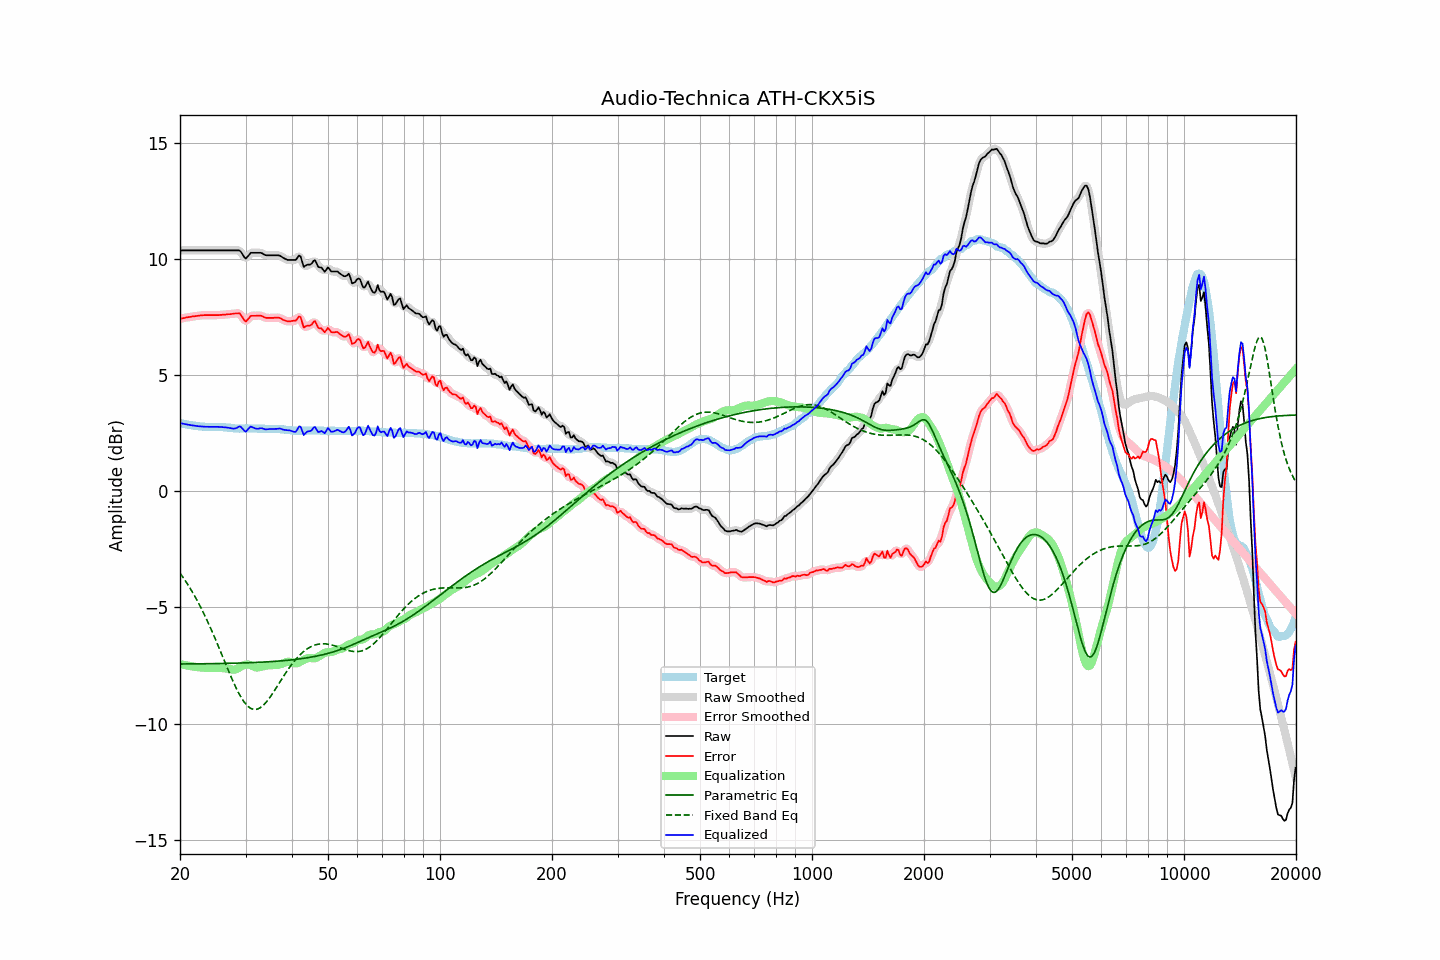 Audio-Technica ATH-CKX5iS
15
10
5
0
−5
−10
−15
Amplitude (dBr)
Target
Raw Smoothed
Error Smoothed
Raw
Error
Equalization
Parametric Eq
Fixed Band Eq
Equalized
20 50 100 200 500 1000 2000 5000 10000 20000
Frequency (Hz)